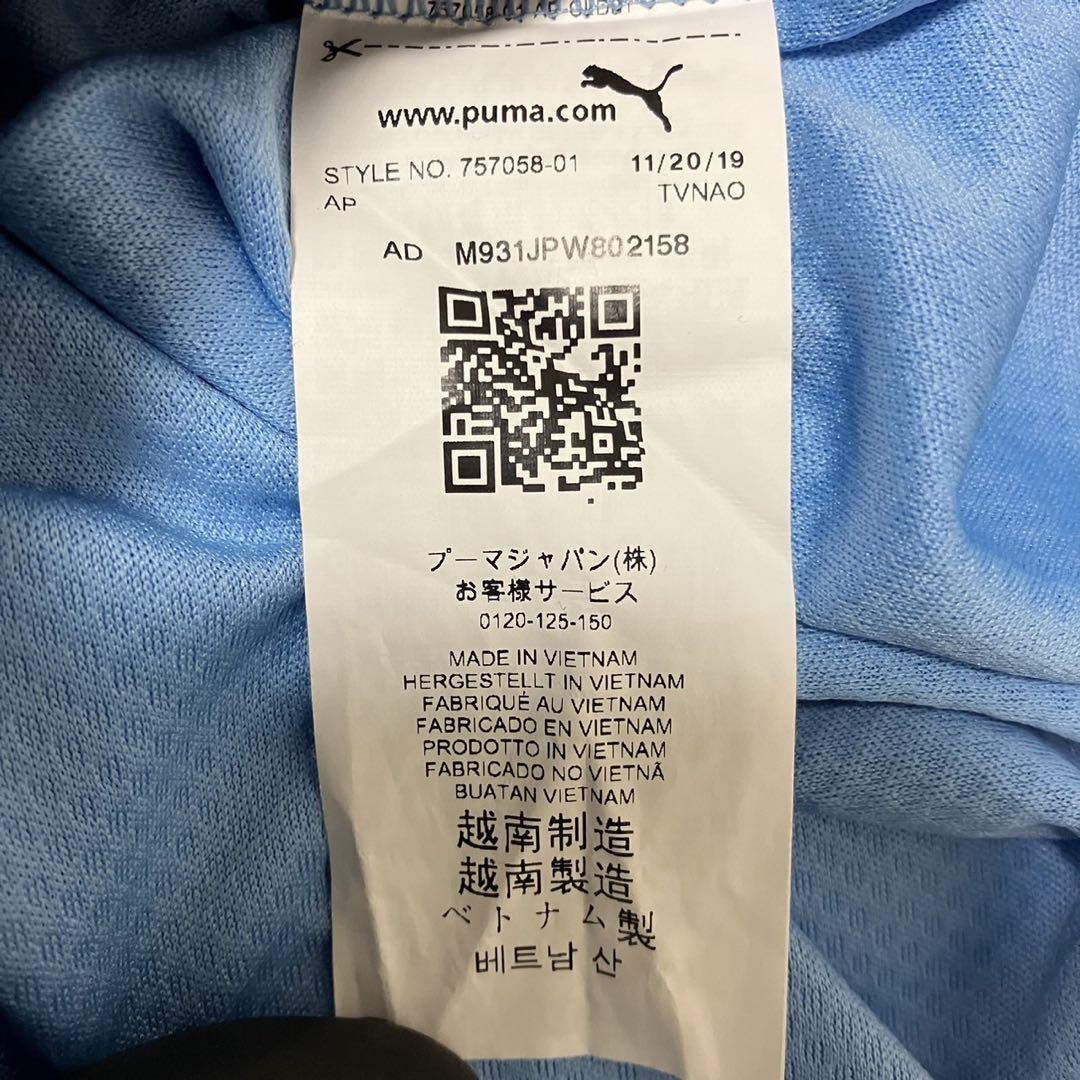 www.puma.com
STYLE NO. 757058-01 11/20/19
AP TVNAO
AD M931JPW802158
プーマジャパン(株)
お客様サービス
0120-125-150
MADE IN VIETNAM
HERGESTELLT IN VIETNAM
FABRIQUÉ AU VIETNAM
FABRICADO EN VIETNAM
PRODOTTO IN VIETNAM
FABRICADO NO VIETNÃ
BUATAN VIETNAM
越南制造
越南製造
ベトナム製
베트남 산